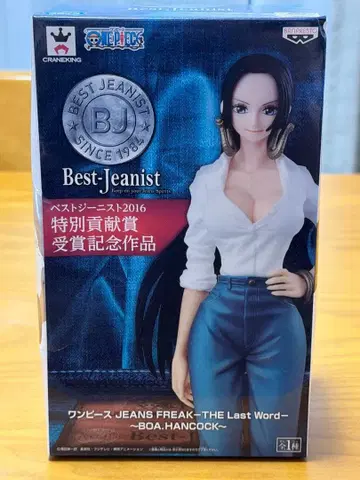 CRANEKING
ONE PIECE
BANPRESTO
BEST JEANIST
BJ
SINCE 1984
Best-Jeanist
ベストジーニスト2016
特別貢献賞
受賞記念作品
ワンピース JEANS FREAK-THE Last Word-
~BOA.HANCOCK~
全1種